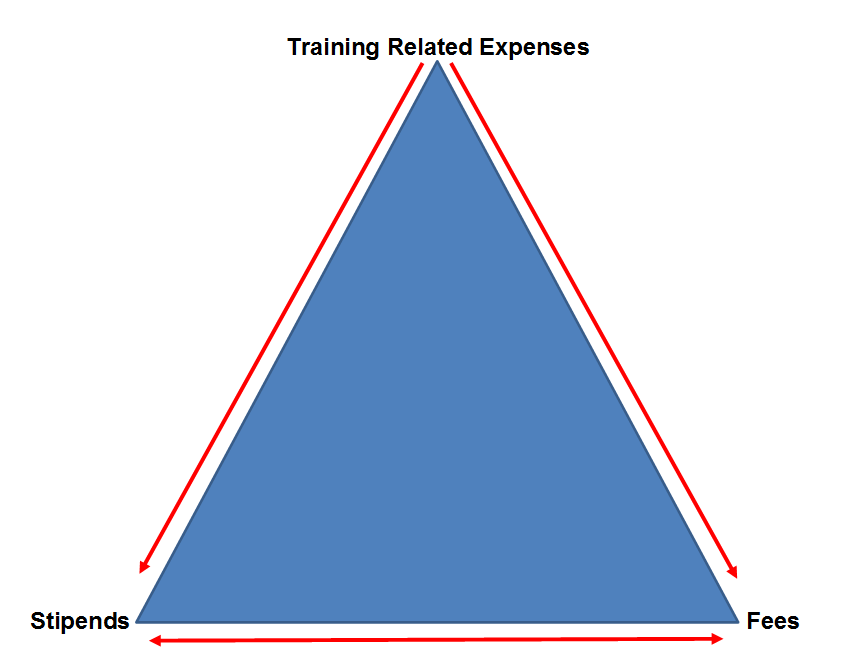 Training Related Expenses
Stipends
Fees